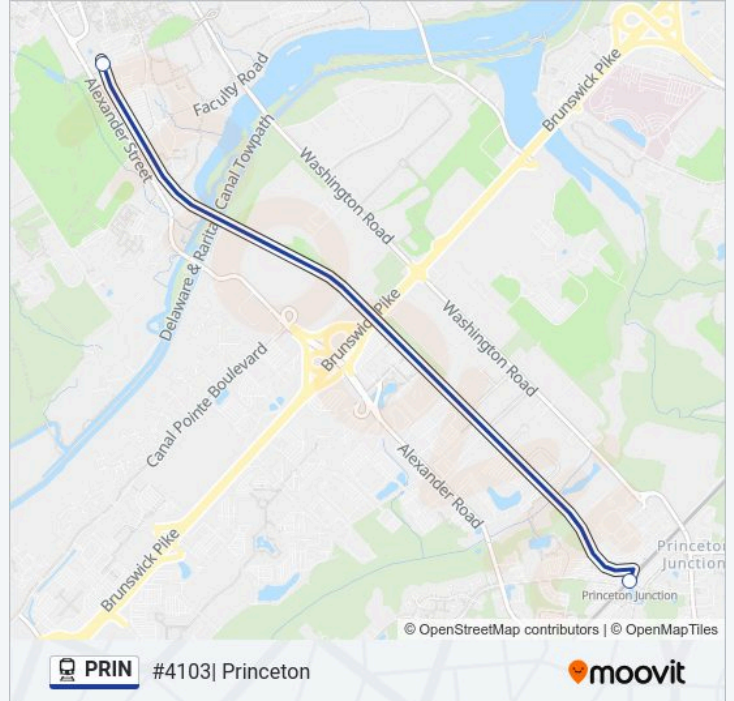 Faculty Road
Alexander Street
Brunswick Pike
Delaware & Raritan Canal Towpath
Washington Road
Brunswick Pike
Washington Road
Canal Pointe Boulevard
Alexander Road
Brunswick Pike
Princeton
Junction
Princeton Junction
© OpenStreetMap contributors | © OpenMapTiles
PRIN #4103| Princeton
moovit